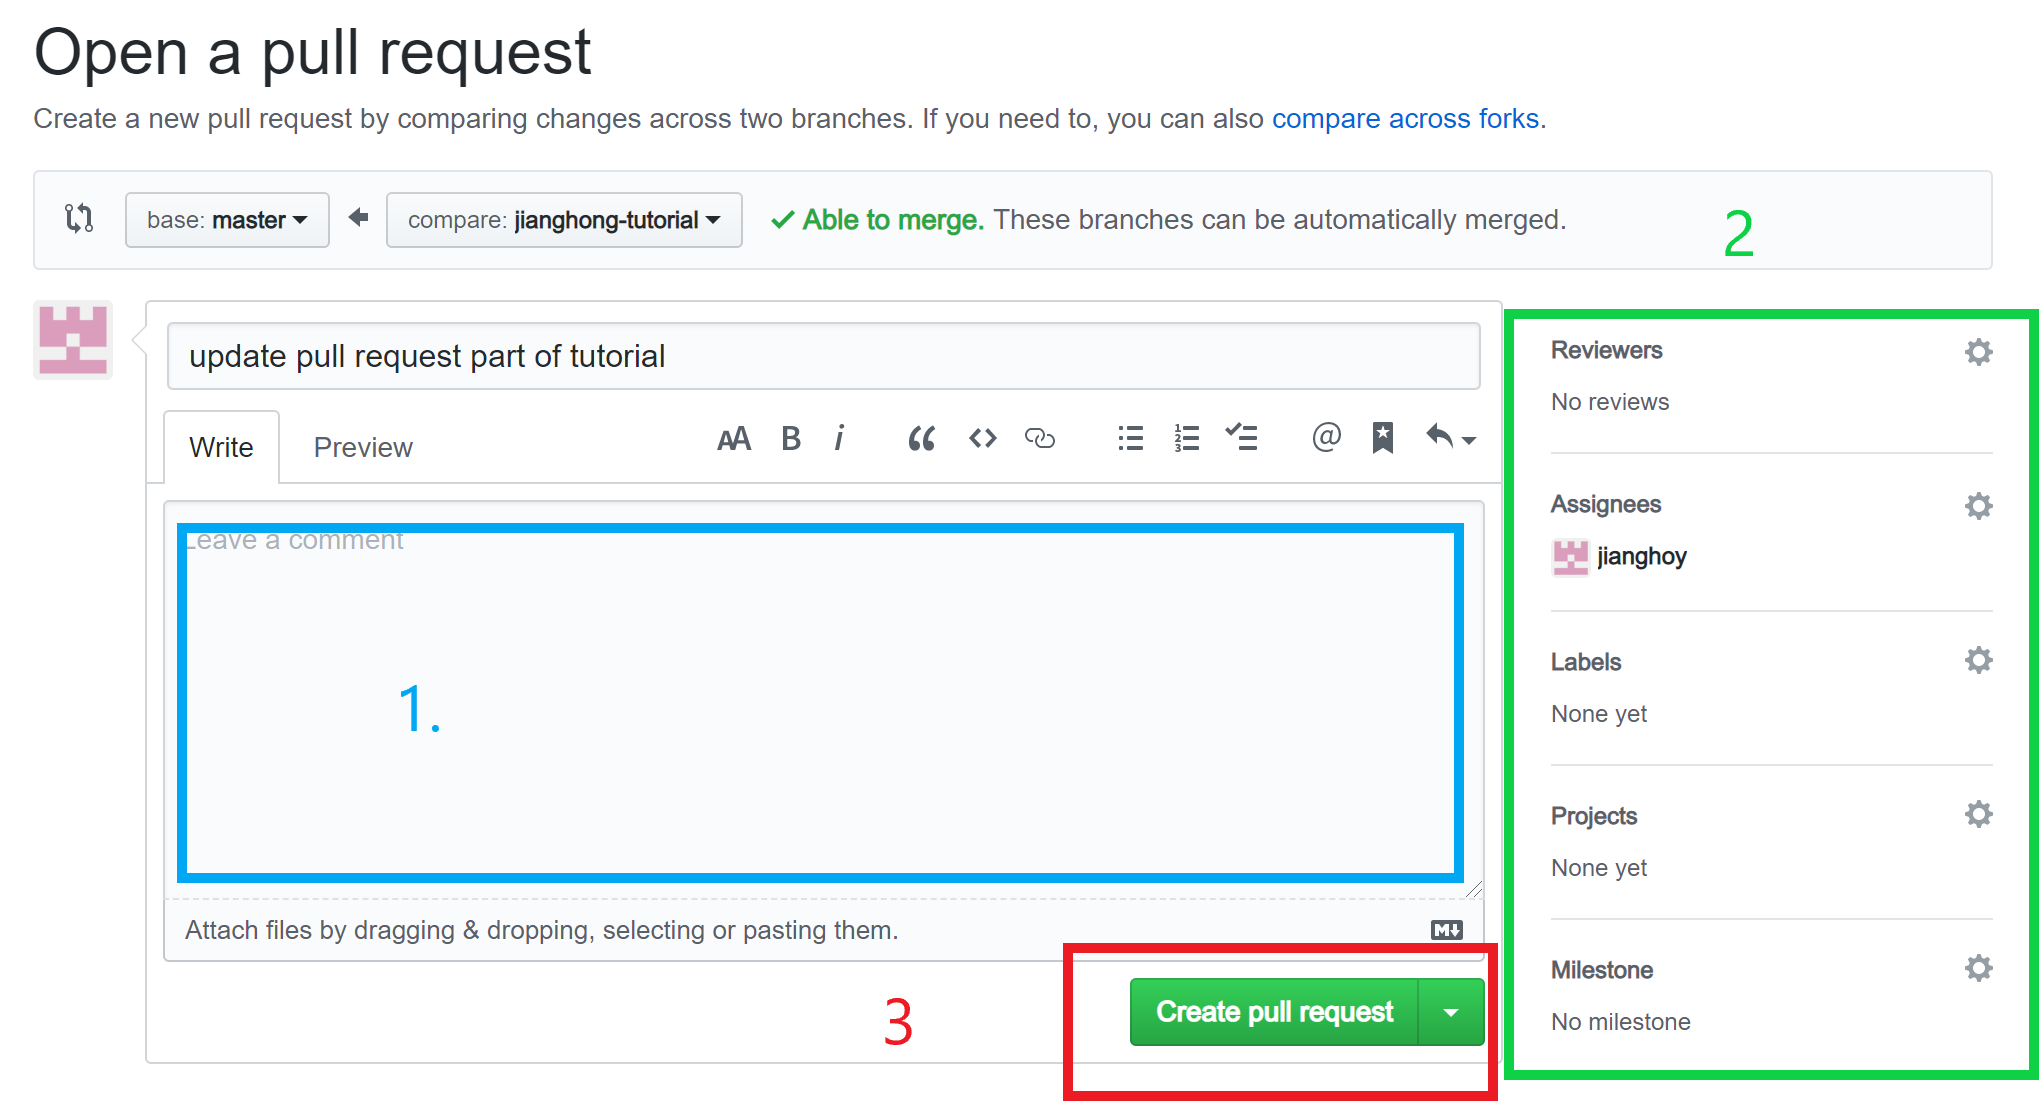 Open a pull request
Create a new pull request by comparing changes across two branches. If you need to, you can also compare across forks.
base: master
compare: jianghong-tutorial
Able to merge. These branches can be automatically merged.
2
update pull request part of tutorial
Write
Preview
AA B i “ <> @
Leave a comment
1.
Attach files by dragging & dropping, selecting or pasting them.
M
3
Create pull request
Reviewers
No reviews
Assignees
jianghoy
Labels
None yet
Projects
None yet
Milestone
No milestone